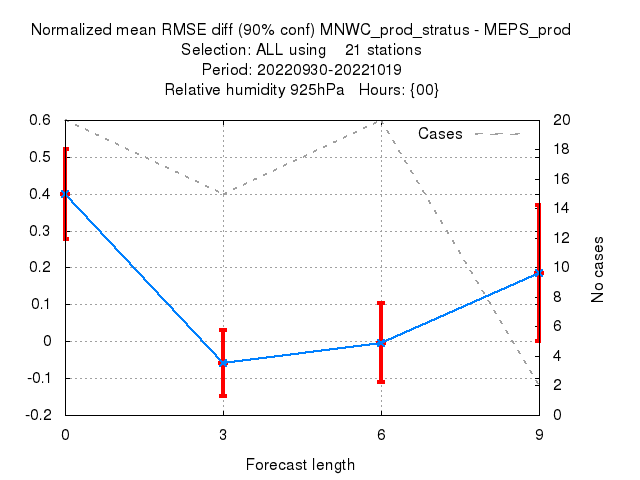 Normalized mean RMSE diff (90% conf) MNWC_prod_stratus - MEPS_prod
Selection: ALL using 21 stations
Period: 20220930-20221019
Relative humidity 925hPa Hours: {00}
Cases
0.6
0.5
0.4
0.3
0.2
0.1
0
-0.1
-0.2
20
18
16
14
12
10
8
6
4
2
0
No cases
0 3 6 9
Forecast length